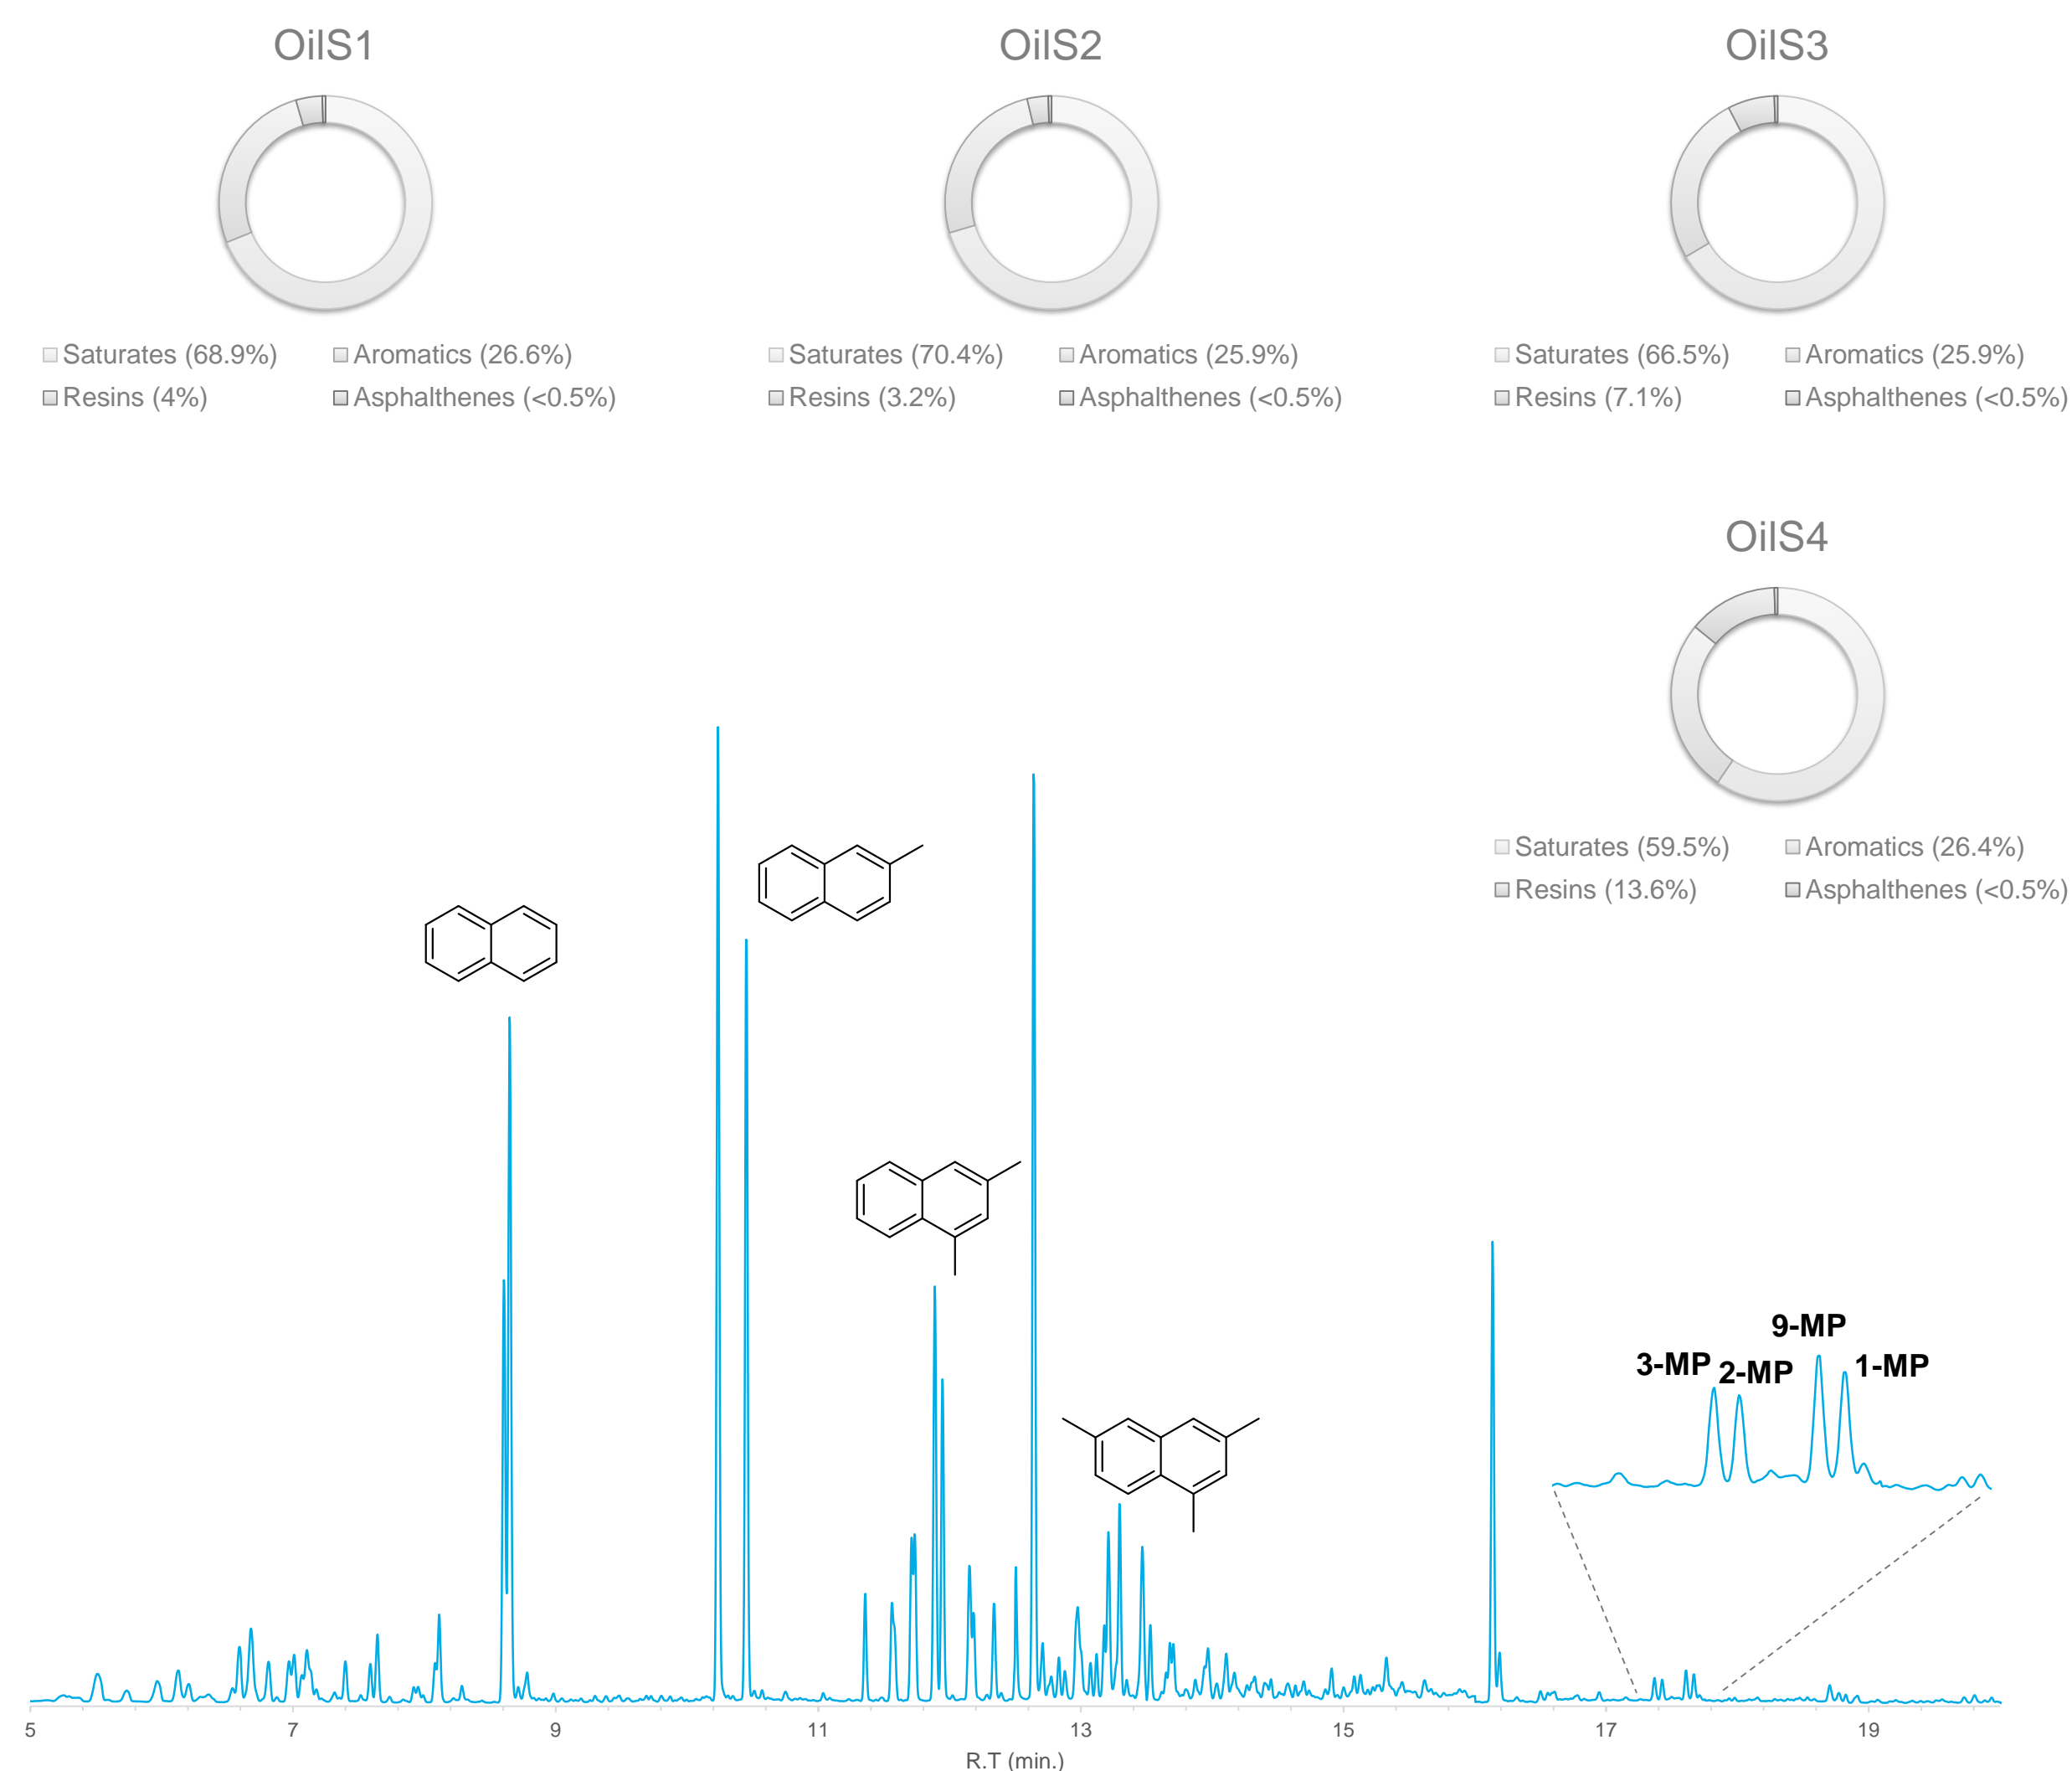 OilS1
Saturates (68.9%) Aromatics (26.6%)
Resins (4%) Asphalthenes (<0.5%)
OilS2
Saturates (70.4%) Aromatics (25.9%)
Resins (3.2%) Asphalthenes (<0.5%)
OilS3
Saturates (66.5%) Aromatics (25.9%)
Resins (7.1%) Asphalthenes (<0.5%)
OilS4
Saturates (59.5%) Aromatics (26.4%)
Resins (13.6%) Asphalthenes (<0.5%)
9-MP
3-MP 2-MP 1-MP
5 7 9 11 13 15 17 19
R.T (min.)